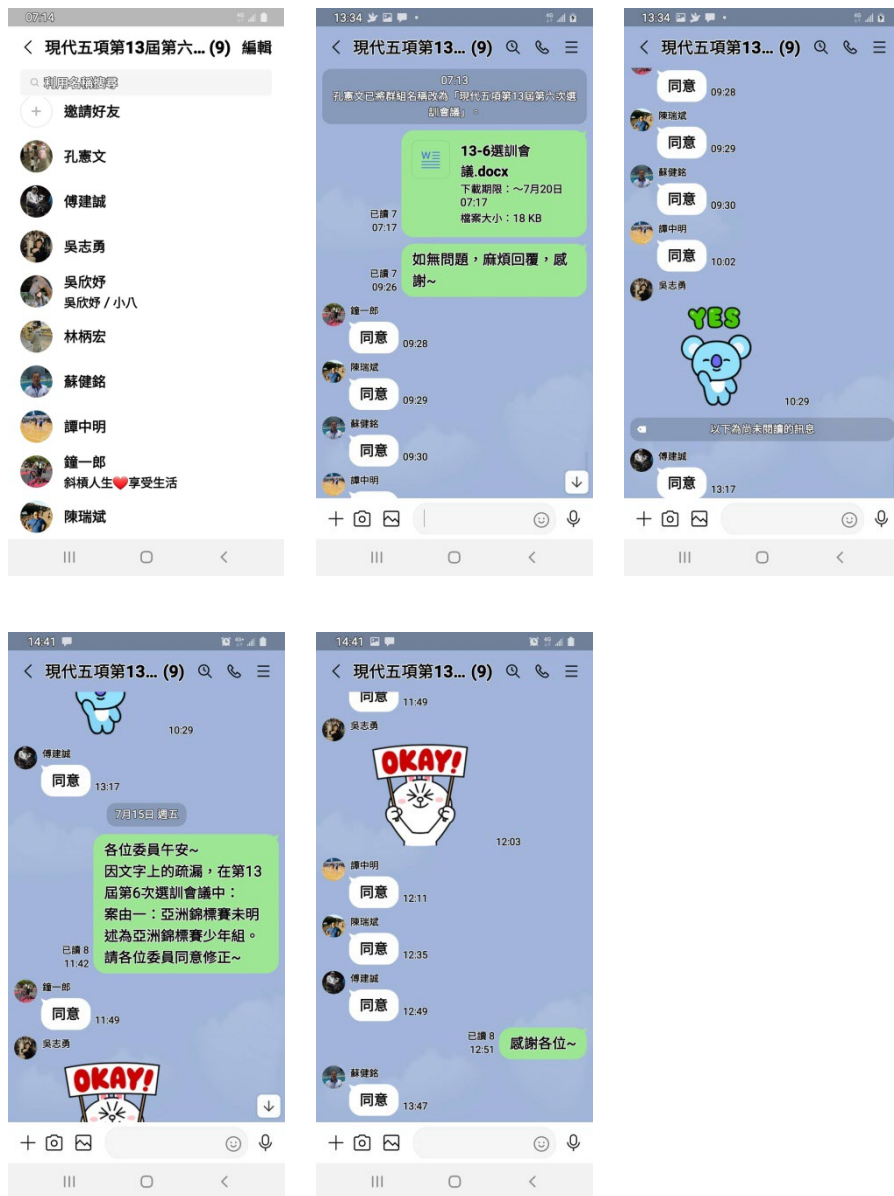 07:14
現代五項第13屆第六... (9) 編輯
利用名稱搜尋
邀請好友
孔憲文
傅建誠
吳志勇
吳欣妤
吳欣妤 / 小八
林柄宏
蘇健銘
譚中明
鐘一郎
斜槓人生❤️享受生活
陳瑞斌
13:34
現代五項第13... (9)
07:13
孔憲文已將群組名稱改為「現代五項第13屆第六次選
訓會議」
13-6選訓會
議.docx
下載期限：～7月20日
07:17
檔案大小：18 KB
已讀 7
07:17
如無問題，麻煩回覆，感
謝~
已讀 7
09:26
鐘一郎
同意 09:28
陳瑞斌
同意 09:29
蘇健銘
同意 09:30
譚中明
13:34
現代五項第13... (9)
同意 09:28
陳瑞斌
同意 09:29
蘇健銘
同意 09:30
譚中明
同意 10:02
吳志勇
YES
10:29
以下為尚未閱讀的訊息
傅建誠
同意 13:17
14:41
現代五項第13... (9)
10:29
傅建誠
同意 13:17
7月15日 週五
各位委員午安~
因文字上的疏漏，在第13
屆第6次選訓會議中：
案由一：亞洲錦標賽未明
述為亞洲錦標賽少年組。
請各位委員同意修正~
已讀 8
11:42
鐘一郎
同意 11:49
吳志勇
OKAY!
14:41
現代五項第13... (9)
同意 11:49
吳志勇
OKAY!
12:03
譚中明
同意 12:11
陳瑞斌
同意 12:35
傅建誠
同意 12:49
已讀 8
12:51
感謝各位~
蘇健銘
同意 13:47